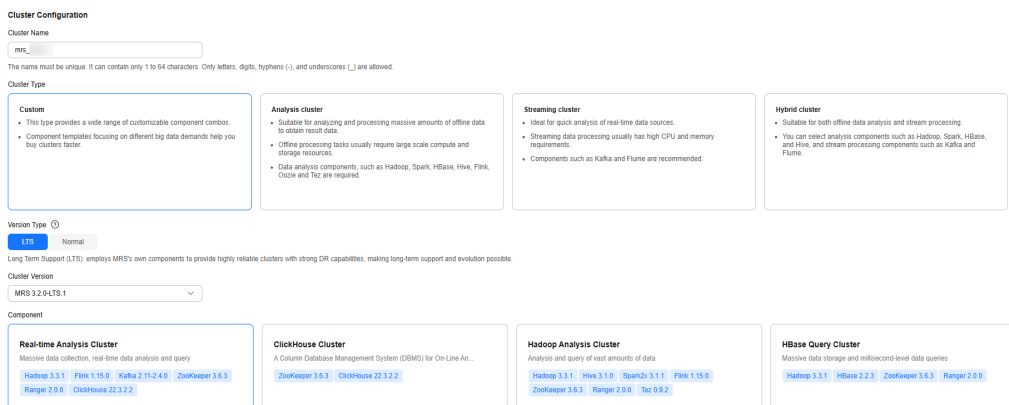 Cluster Configuration
Cluster Name
mrs_
The name must be unique. It can contain only 1 to 64 characters. Only letters, digits, hyphens (-), and underscores (_) are allowed.
Cluster Type
Custom
• This type provides a wide range of customizable component combos.
• Component templates focusing on different big data demands help you
buy clusters faster.
Analysis cluster
• Suitable for analyzing and processing massive amounts of offline data
to obtain result data.
• Offline processing tasks usually require large scale compute and
storage resources.
• Data analysis components, such as Hadoop, Spark, HBase, Hive, Flink,
Oozie and Tez are required.
Streaming cluster
• Ideal for quick analysis of real-time data sources.
• Streaming data processing usually has high CPU and memory
requirements.
• Components such as Kafka and Flume are recommended.
Hybrid cluster
• Suitable for both offline data analysis and stream processing.
• You can select analysis components such as Hadoop, Spark, HBase,
and Hive, and stream processing components such as Kafka and
Flume.
Version Type ?
LTS Normal
Long Term Support (LTS): employs MRS's own components to provide highly reliable clusters with strong DR capabilities, making long-term support and evolution possible.
Cluster Version
MRS 3.2.0-LTS.1
Component
Real-time Analysis Cluster
Massive data collection, real-time data analysis and query
Hadoop 3.3.1 Flink 1.15.0 Kafka 2.11-2.4.0 ZooKeeper 3.6.3
Ranger 2.0.0 ClickHouse 22.3.2.2
ClickHouse Cluster
A Column Database Management System (DBMS) for On-Line An...
ZooKeeper 3.6.3 ClickHouse 22.3.2.2
Hadoop Analysis Cluster
Analysis and query of vast amounts of data
Hadoop 3.3.1 Hive 3.1.0 Spark2x 3.1.1 Flink 1.15.0
ZooKeeper 3.6.3 Ranger 2.0.0 Tez 0.9.2
HBase Query Cluster
Massive data storage and millisecond-level data queries
Hadoop 3.3.1 HBase 2.2.3 ZooKeeper 3.6.3 Ranger 2.0.0